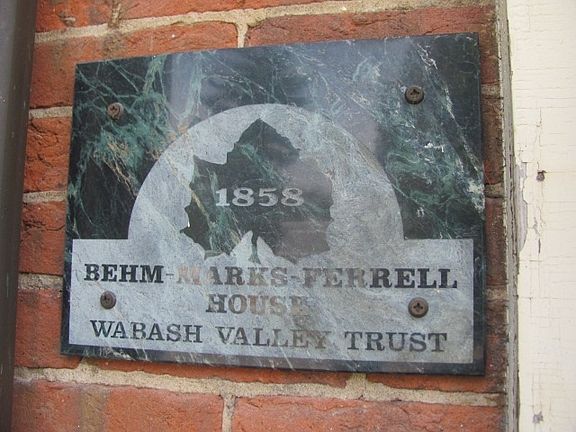 1858
BEHM-MARKS-FERRELL
HOUSE
WABASH VALLEY TRUST